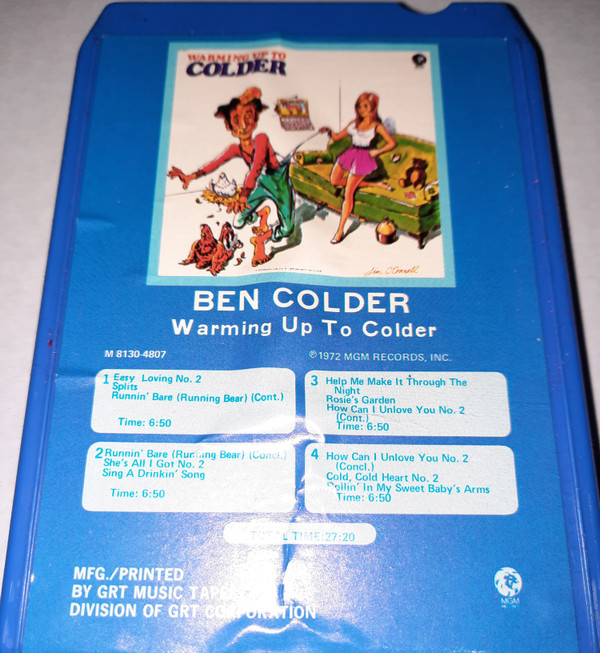 WARMING UP TO
COLDER
BEN COLDER
Warming Up To Colder
M 8130-4807
℗1972 MGM RECORDS, INC.
1 Easy Loving No. 2
Splits
Runnin' Bare (Running Bear) (Cont.)
Time: 6:50
2 Runnin' Bare (Running Bear) (Concl.)
She's All I Got No. 2
Sing A Drinkin' Song
Time: 6:50
3 Help Me Make It Through The
Night
Rosie's Garden
How Can I Unlove You No. 2
(Cont.)
Time: 6:50
4 How Can I Unlove You No. 2
(Concl.)
Cold, Cold Heart No. 2
Rollin' In My Sweet Baby's Arms
Time: 6:50
TOTAL TIME:27:20
MFG./PRINTED
BY GRT MUSIC TAPES
DIVISION OF GRT CORPORATION
MGM